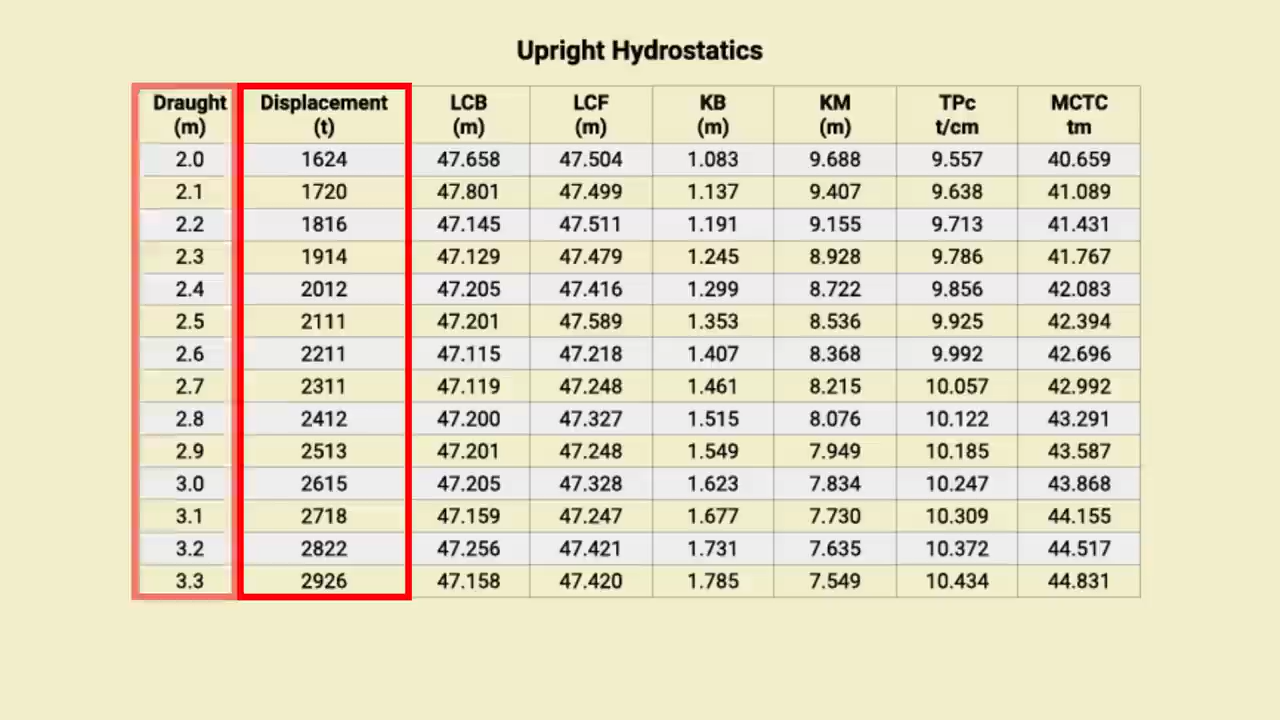 Upright Hydrostatics
Draught Displacement LCB LCF KB KM TPc MCTC
(m) (t) (m) (m) (m) (m) t/cm tm
2.0 1624 47.658 47.504 1.083 9.688 9.557 40.659
2.1 1720 47.801 47.499 1.137 9.407 9.638 41.089
2.2 1816 47.145 47.511 1.191 9.155 9.713 41.431
2.3 1914 47.129 47.479 1.245 8.928 9.786 41.767
2.4 2012 47.205 47.416 1.299 8.722 9.856 42.083
2.5 2111 47.201 47.589 1.353 8.536 9.925 42.394
2.6 2211 47.115 47.218 1.407 8.368 9.992 42.696
2.7 2311 47.119 47.248 1.461 8.215 10.057 42.992
2.8 2412 47.200 47.327 1.515 8.076 10.122 43.291
2.9 2513 47.201 47.248 1.549 7.949 10.185 43.587
3.0 2615 47.205 47.328 1.623 7.834 10.247 43.868
3.1 2718 47.159 47.247 1.677 7.730 10.309 44.155
3.2 2822 47.256 47.421 1.731 7.635 10.372 44.517
3.3 2926 47.158 47.420 1.785 7.549 10.434 44.831